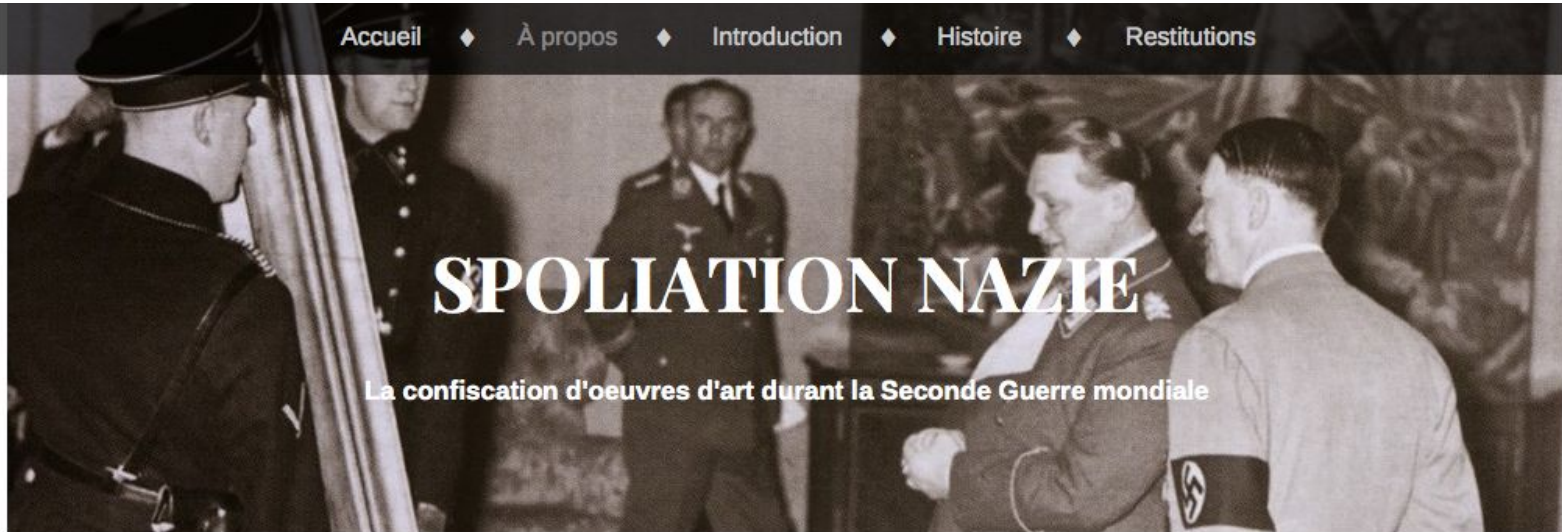 Accueil ♦ À propos ♦ Introduction ♦ Histoire ♦ Restitutions
SPOLIATION NAZIE
La confiscation d'oeuvres d'art durant la Seconde Guerre mondiale